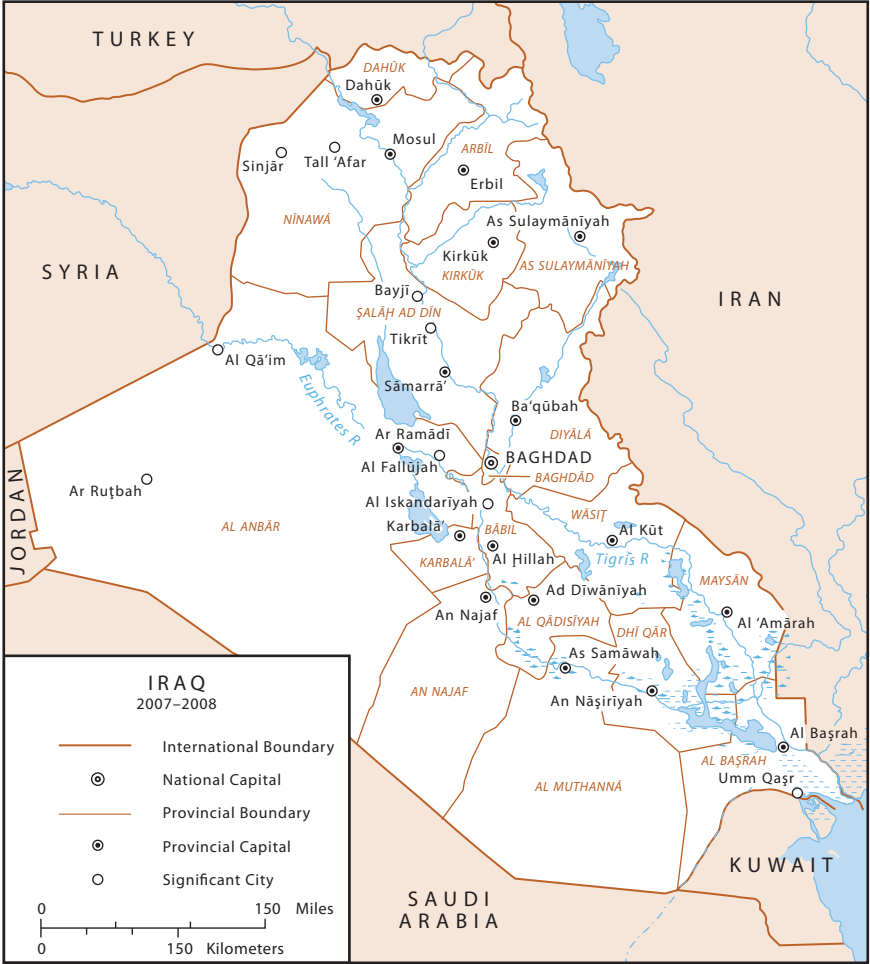 TURKEY
DAHŪK
Dahūk
Mosul
Sinjār
Tall ‘Afar
ARBĪL
Erbil
NĪNAWÁ
As Sulaymānīyah
SYRIA
Kirkūk
KIRKŪK
AS SULAYMĀNĪYAH
IRAN
Bayjī
ŞALĀḤ AD DĪN
Tikrīt
Al Qā’im
Euphrates R
Sāmarrā’
Ba‘qūbah
Ar Ramādī
DIYĀLÁ
Al Fallūjah
BAGHDAD
BAGHDĀD
JORDAN
Ar Ruţbah
Al Iskandarīyah
AL ANBĀR
Karbalā’
BĀBIL
WĀSIŢ
Al Kūt
KARBALĀ’
Al Ḩillah
Tigris R
MAYSĀN
An Najaf
Ad Dīwānīyah
AL QĀDISĪYAH
DHĪ QĀR
Al ‘Amārah
As Samāwah
AN NAJAF
An Nāşirīyah
Al Başrah
AL MUTHANNÁ
AL BAŞRAH
Umm Qaşr
KUWAIT
SAUDI
ARABIA
IRAQ
2007–2008
International Boundary
National Capital
Provincial Boundary
Provincial Capital
Significant City
0 150 Miles
0 150 Kilometers